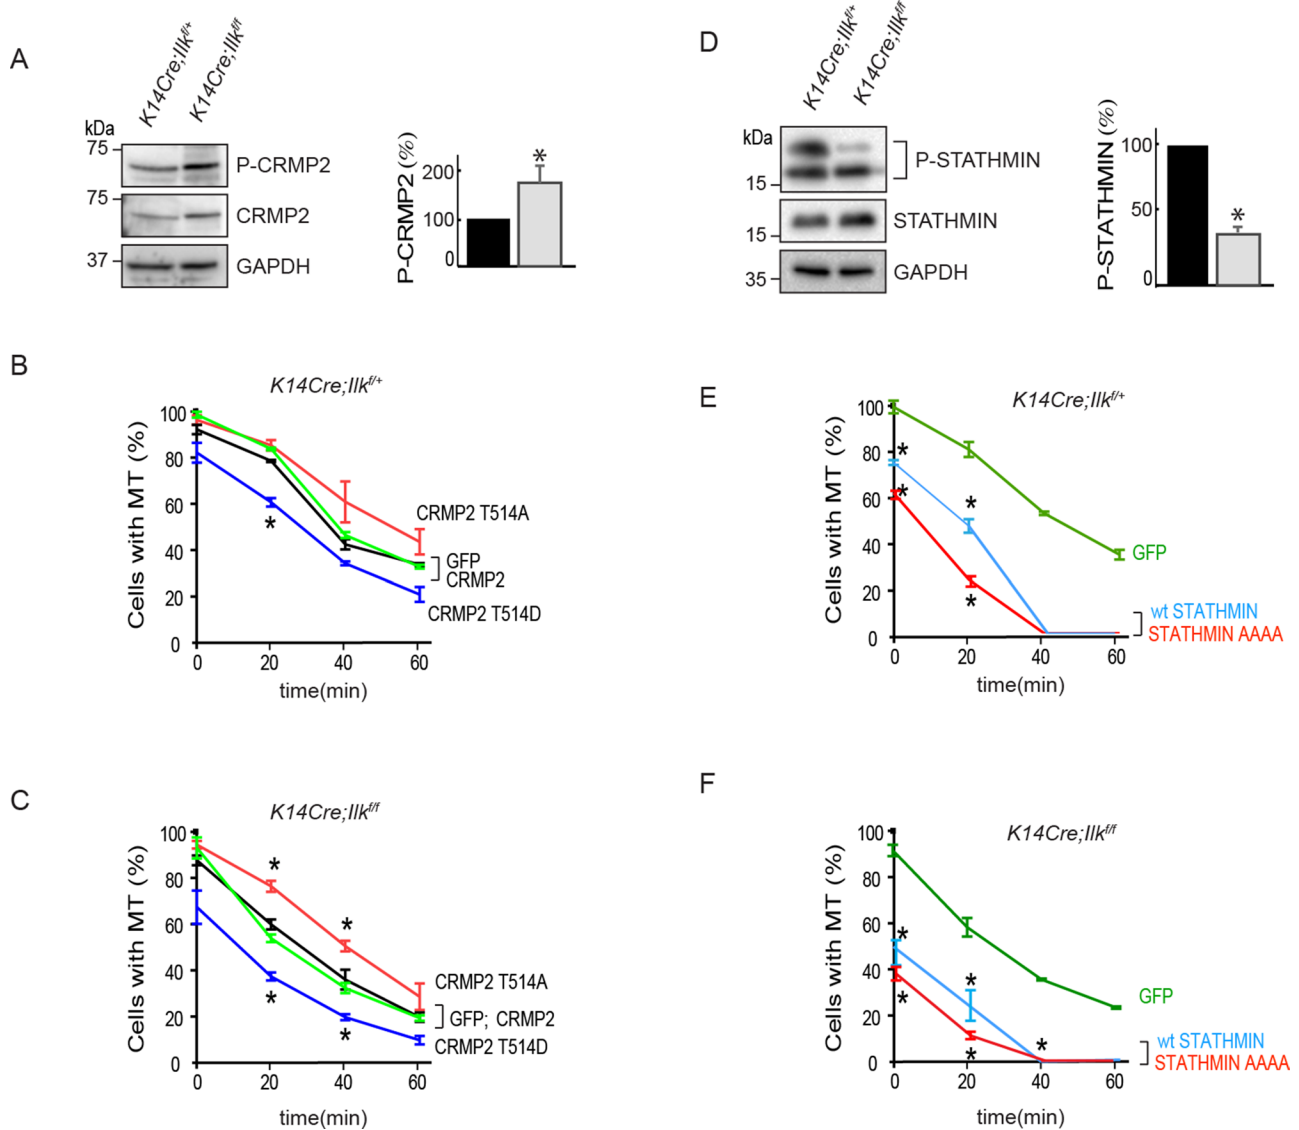 A
K14Cre;Ilkf/+
K14Cre;Ilkf/f
kDa
75
P-CRMP2
75
CRMP2
37
GAPDH
P-CRMP2 (%)
200
100
0
*
D
K14Cre;Ilkf/+
K14Cre;Ilkf/f
kDa
P-STATHMIN
15
STATHMIN
15
GAPDH
35
P-STATHMIN (%)
100
50
0
*
B
K14Cre;Ilkf/+
Cells with MT (%)
100
80
60
40
20
0
*
CRMP2 T514A
GFP
CRMP2
CRMP2 T514D
0 20 40 60
time(min)
E
K14Cre;Ilkf/+
Cells with MT (%)
100
80
60
40
20
0
*
*
*
*
GFP
wt STATHMIN
STATHMIN AAAA
0 20 40 60
time(min)
C
K14Cre;Ilkf/f
Cells with MT (%)
100
80
60
40
20
0
*
*
*
*
CRMP2 T514A
GFP; CRMP2
CRMP2 T514D
0 20 40 60
time(min)
F
K14Cre;Ilkf/f
Cells with MT (%)
100
80
60
40
20
0
*
*
*
*
*
GFP
wt STATHMIN
STATHMIN AAAA
0 20 40 60
time(min)